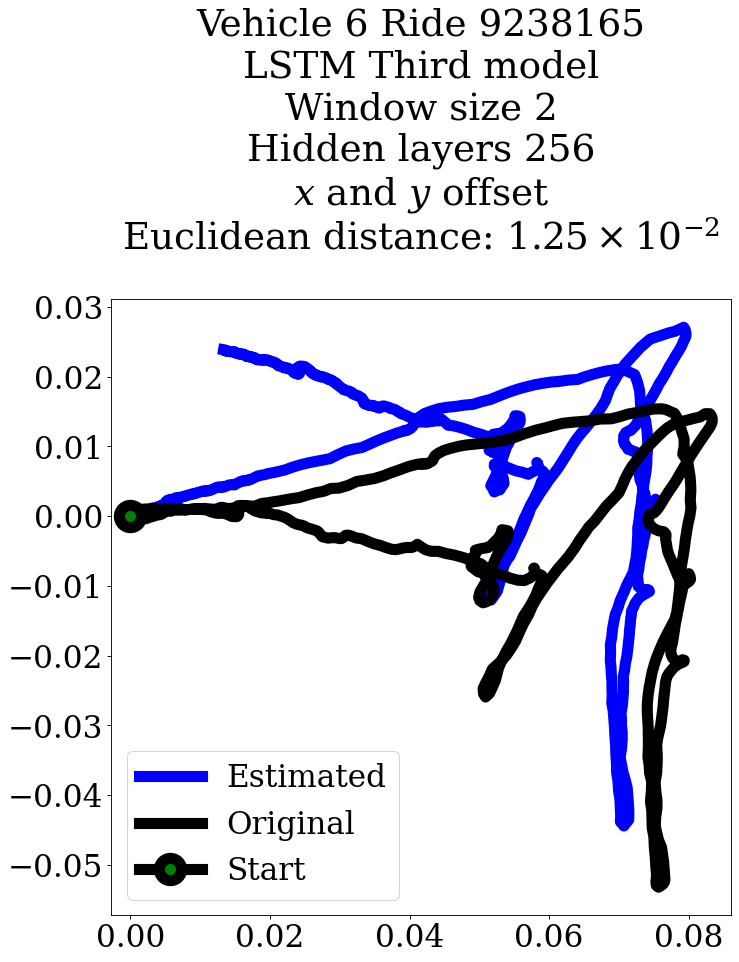 Vehicle 6 Ride 9238165
LSTM Third model
Window size 2
Hidden layers 256
x and y offset
Euclidean distance: 1.25 × 10⁻²
0.03
0.02
0.01
0.00
−0.01
−0.02
−0.03
−0.04
−0.05
Estimated
Original
Start
0.00 0.02 0.04 0.06 0.08